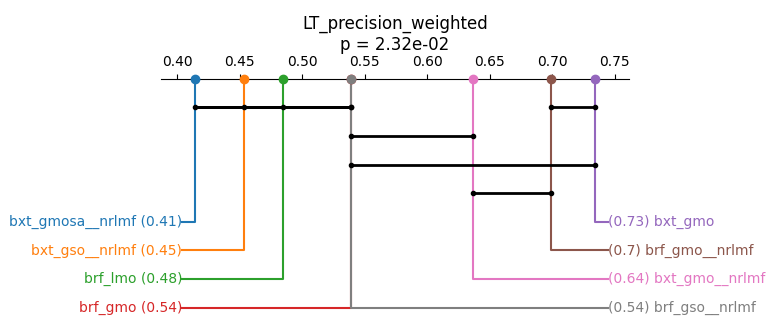 LT_precision_weighted
p = 2.32e-02
0.40 0.45 0.50 0.55 0.60 0.65 0.70 0.75
bxt_gmosa__nrlmf (0.41) (0.73) bxt_gmo
bxt_gso__nrlmf (0.45) (0.7) brf_gmo__nrlmf
brf_lmo (0.48) (0.64) bxt_gmo__nrlmf
brf_gmo (0.54) (0.54) brf_gso__nrlmf